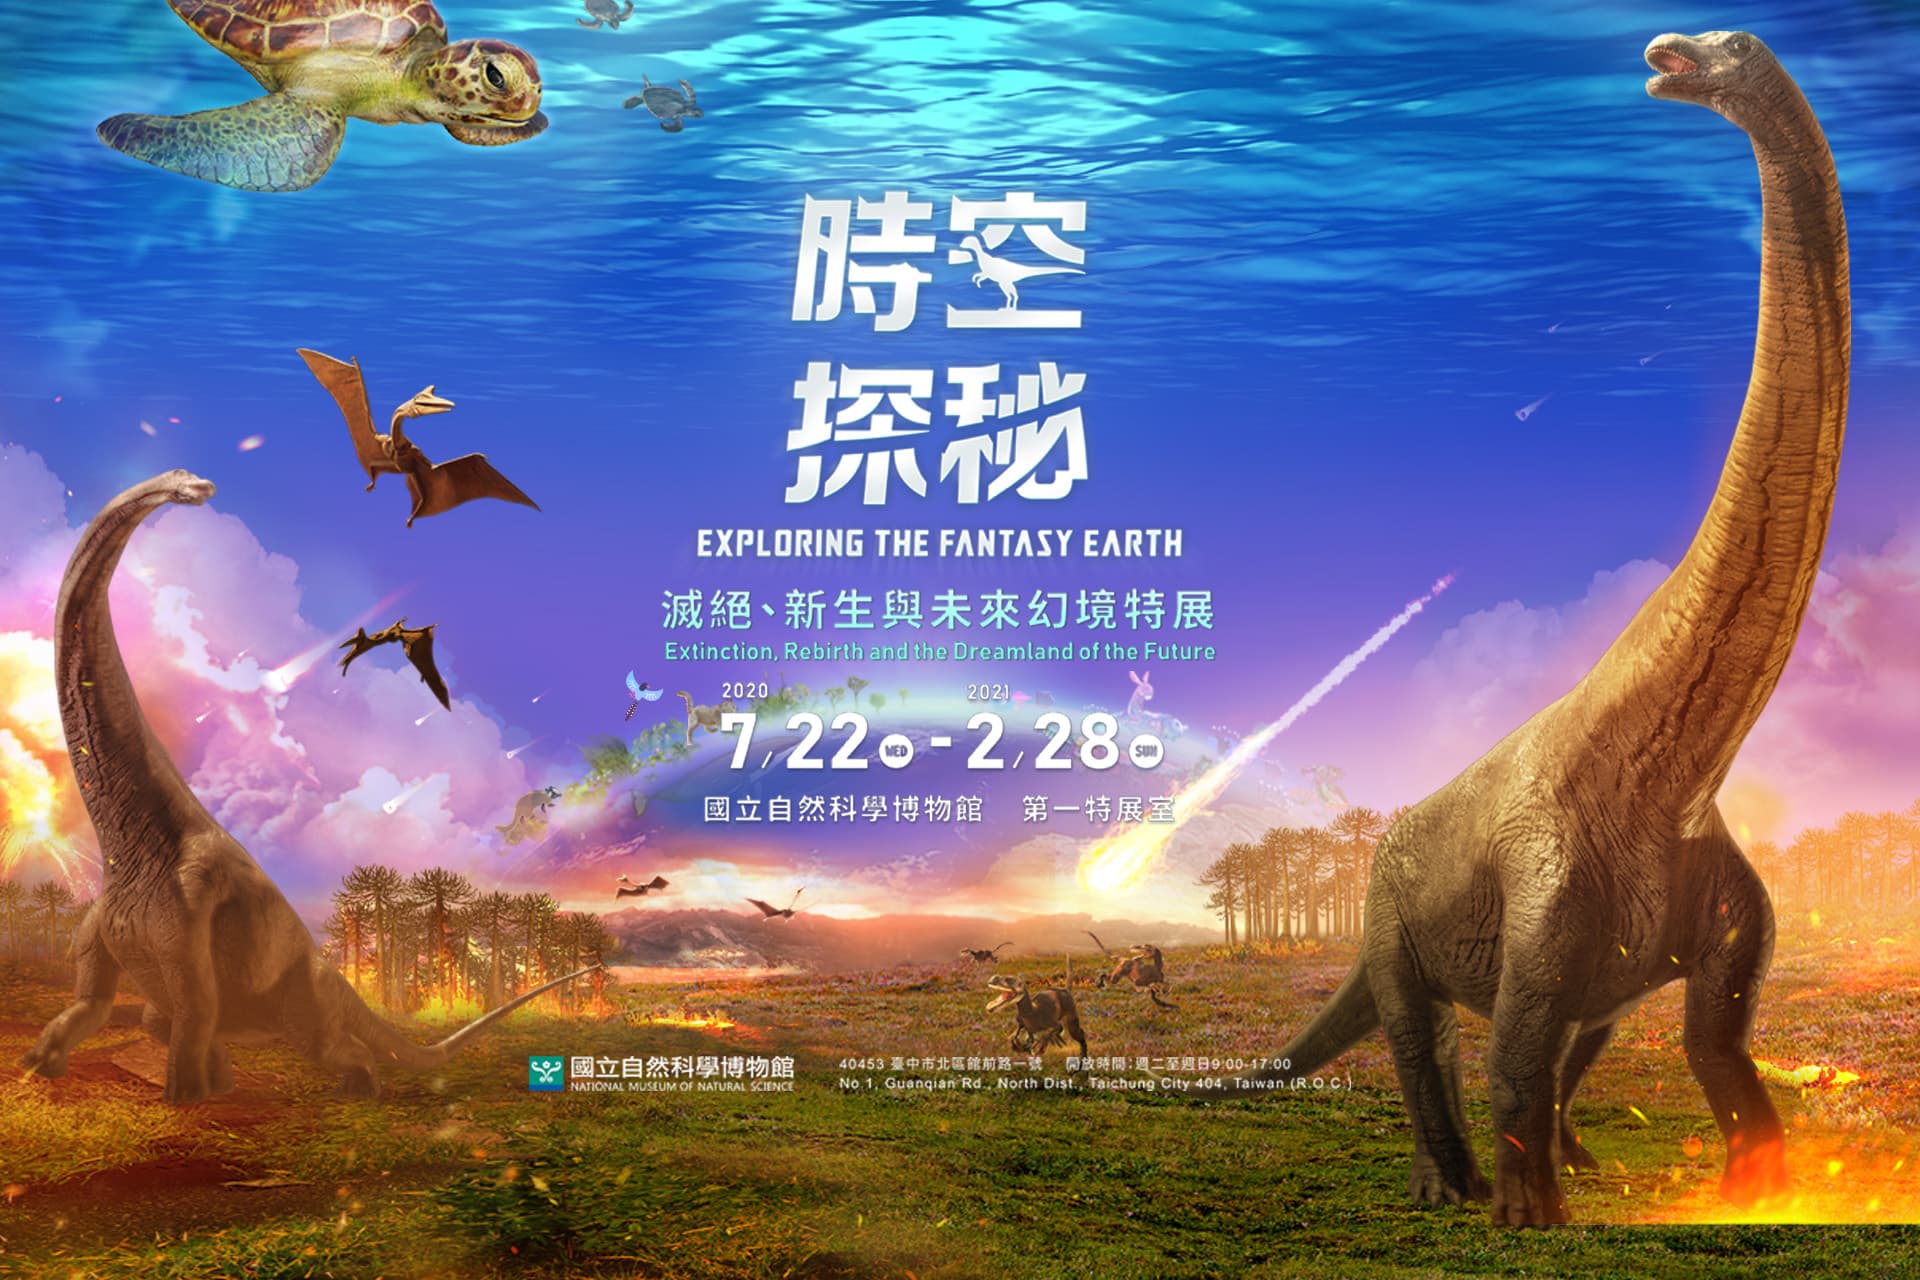 時空
探秘
EXPLORING THE FANTASY EARTH
滅絕、新生與未來幻境特展
Extinction, Rebirth and the Dreamland of the Future
2020 2021
7/22 WED - 2/28 SUN
國立自然科學博物館 第一特展室
國立自然科學博物館
NATIONAL MUSEUM OF NATURAL SCIENCE
40453 臺中市北區館前路一號 開放時間:週二至週日9:00-17:00
No.1, Guanqian Rd., North Dist., Taichung City 404, Taiwan (R.O.C.)